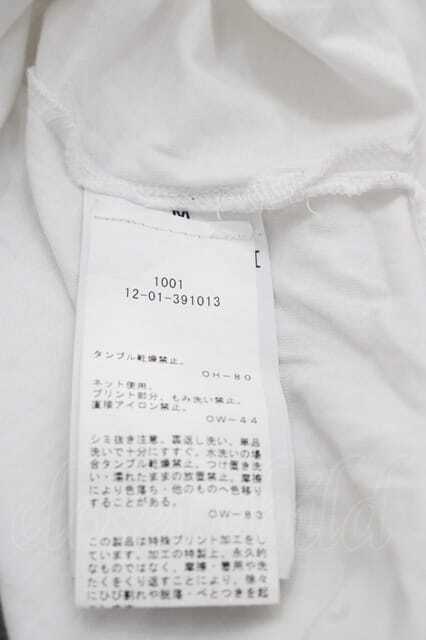 M
1001
12-01-391013
タンブル乾燥禁止。
OH-80
ネット使用。
プリント部分、もみ洗い禁止。
直接アイロン禁止。
OW-44
シミ抜き注意、裏返し洗い、単品
洗いで十分にすすぐ。水洗いの場
合タンブル乾燥禁止。つけ置き洗
い・濡れたままの放置禁止。摩擦
により色落ち・他のものへ色移り
することがあります。
OW-83
この製品は特殊プリント加工をし
ています。加工の特製上、永久的
なものではなく、摩擦・着用や洗
たくをくり返すことにより、徐々
にひび割れや脱落・べとつきを起